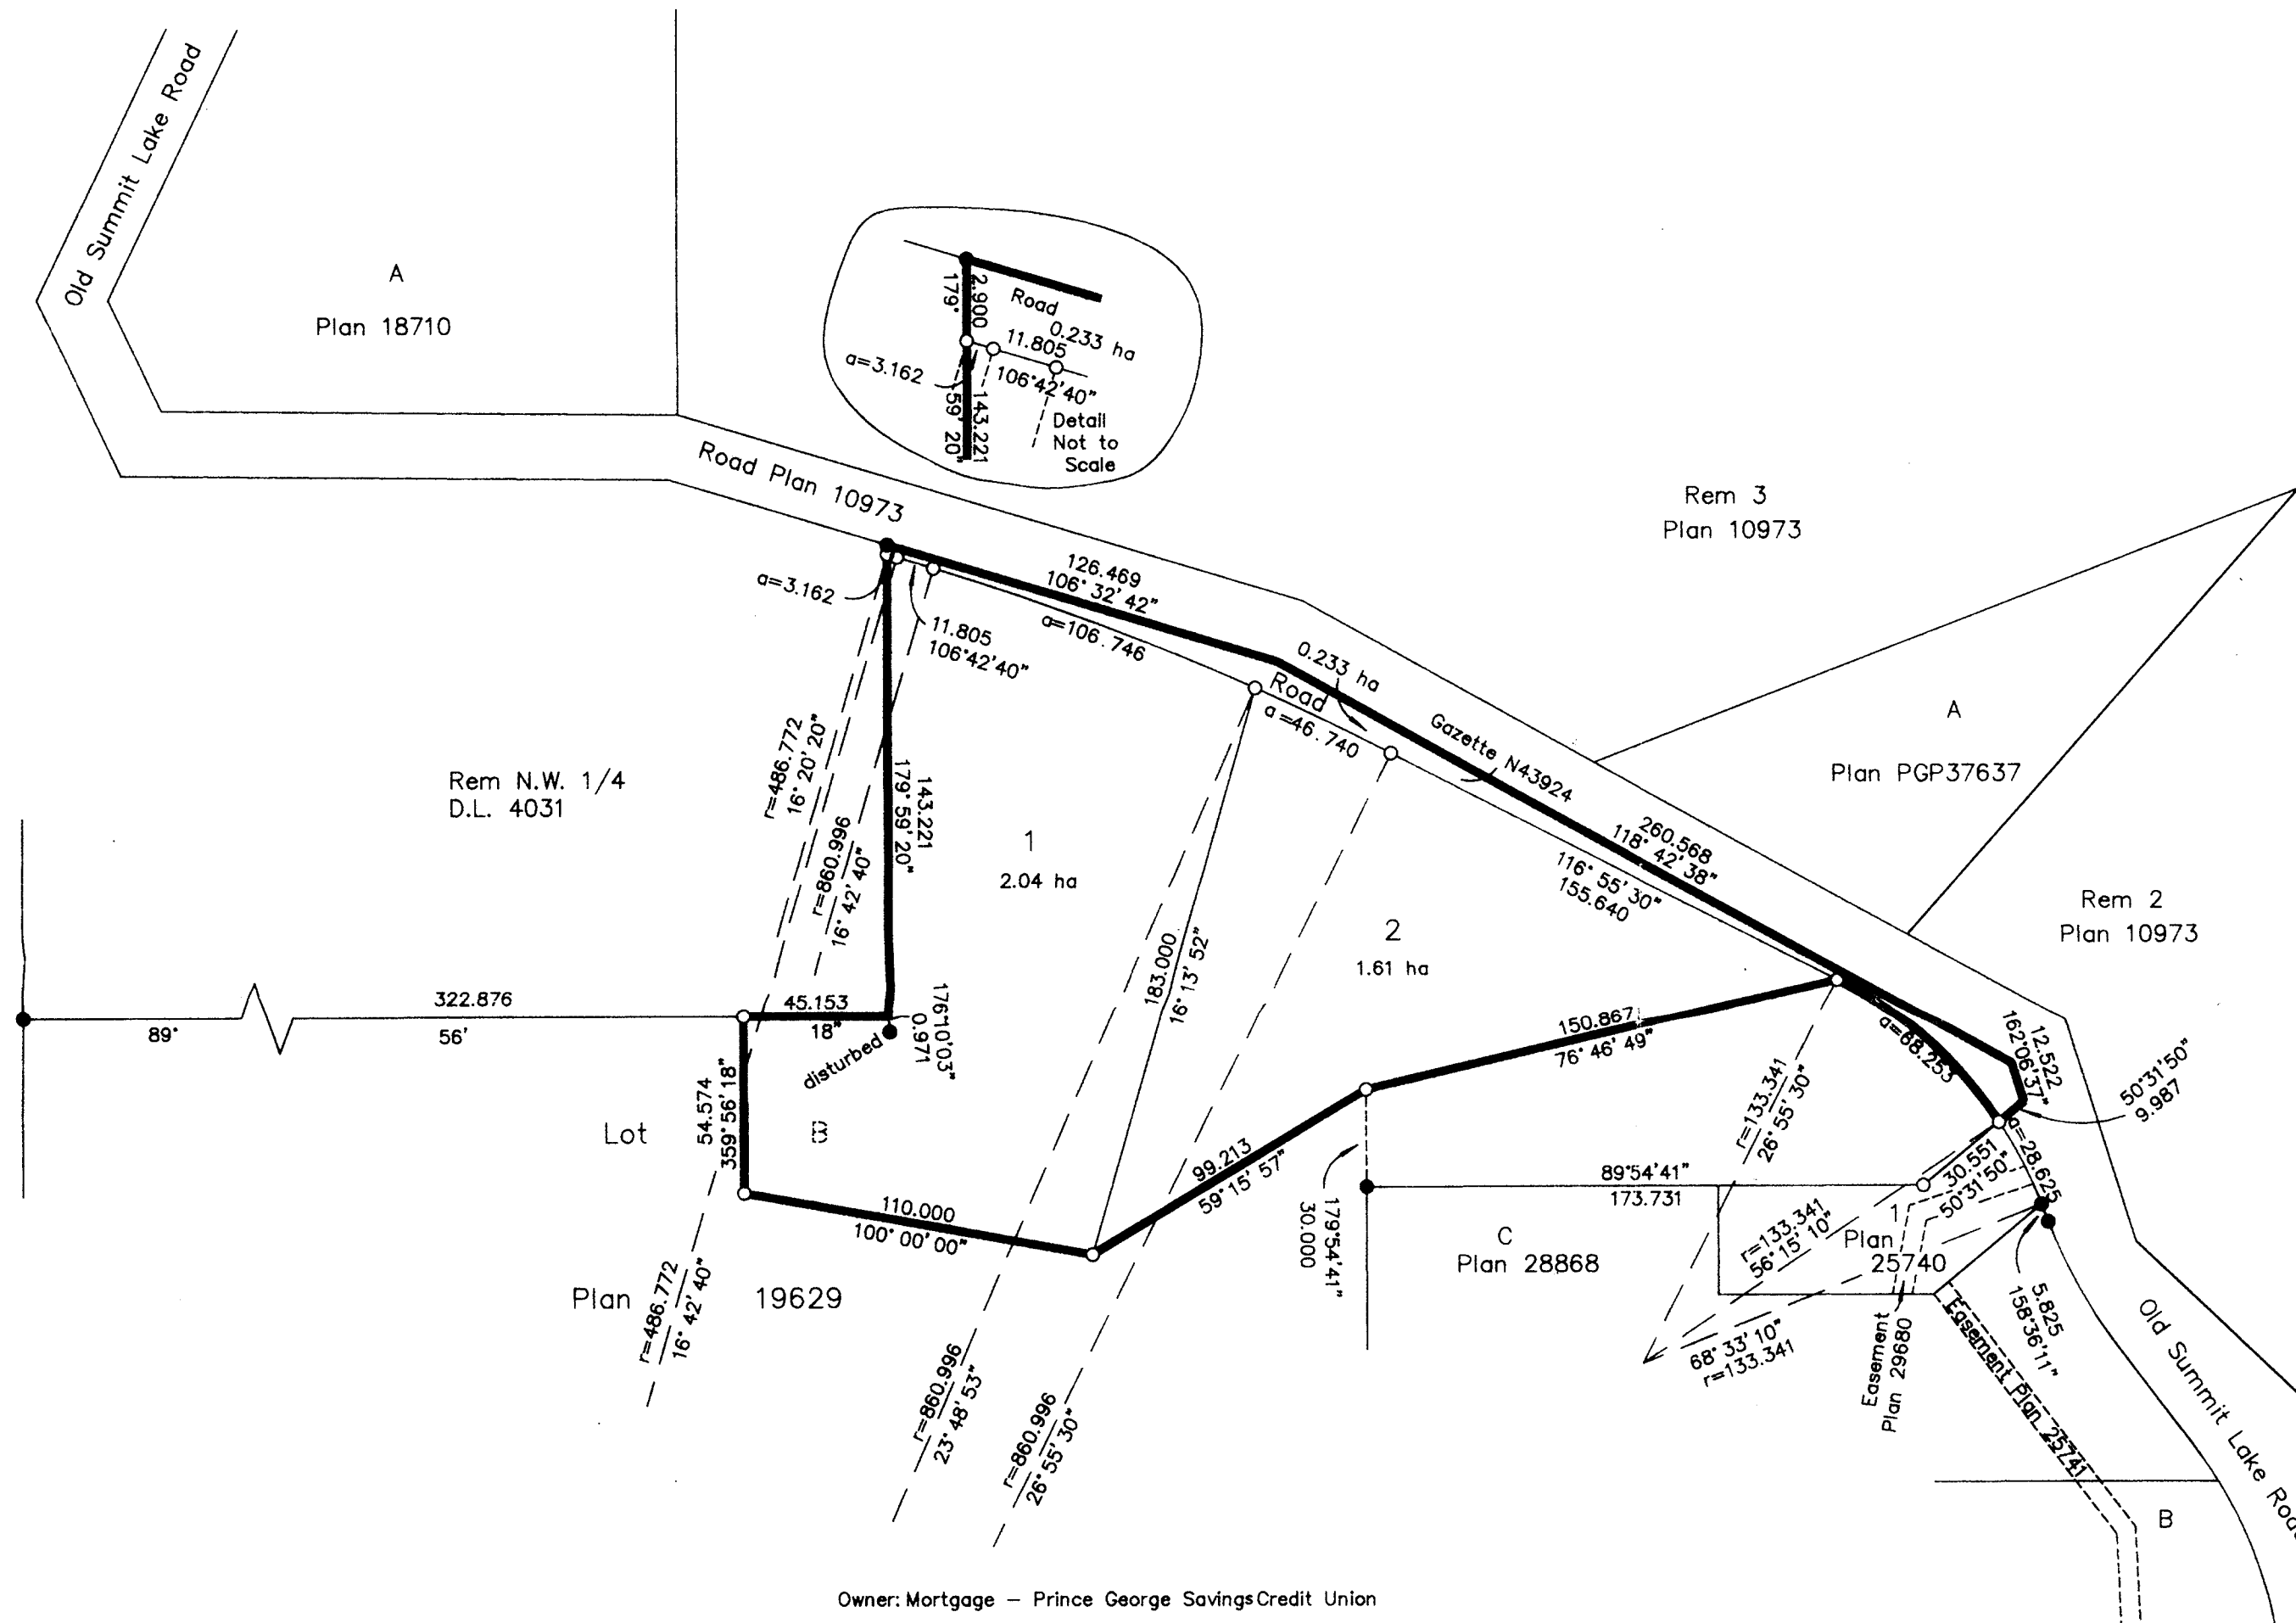 Old Summit Lake Road
A
Plan 18710
2.900
179°
Road
0.233 ha
11.805
a=3.162
106°42'40"
59' 20"
143.221
Detail
Not to
Scale
Road Plan 10973
Rem 3
Plan 10973
126.469
106° 32' 42"
a=3.162
a=106.746
11.805
106°42'40"
0.233 ha
Road
a=46.740
Gazette N43924
A
Plan PGP37637
Rem N.W. 1/4
D.L. 4031
r=486.772
16° 20' 20"
r=860.996
16° 42' 40"
143.221
179° 59' 20"
1
2.04 ha
260.568
118° 42' 38"
116° 55' 30"
155.640
Rem 2
Plan 10973
2
1.61 ha
183.000
16° 13' 52"
322.876
89°
56'
45.153
18"
176°10'03"
0.971
disturbed
150.867
76° 46' 49"
a=68.253
12.522
162°06'37"
50°31'50"
9.987
54.574
359° 56' 18"
Lot
B
r=133.341
26° 55' 30"
99.213
59° 15' 57"
89°54'41"
173.731
30.551
50°31'50"
a=28.625
110.000
100° 00' 00"
179°54'41"
30.000
C
Plan 28868
r=133.341
56° 15' 10"
1
Plan
25740
Plan
19629
r=486.772
16° 42' 40"
68° 33' 10"
r=133.341
Easement
Plan 29680
5.825
158°36'11"
Easement Plan 25741
Old Summit Lake Road
r=860.996
23° 48' 53"
r=860.996
26° 55' 30"
B
Owner: Mortgage – Prince George Savings Credit Union